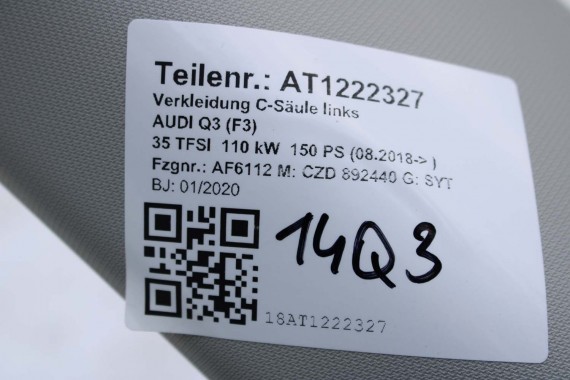 Teilenr.: AT1222327
Verkleidung C-Säule links
AUDI Q3 (F3)
35 TFSI 110 kW 150 PS (08.2018-> )
Fzgnr.: AF6112 M: CZD 892440 G: SYT
BJ: 01/2020
14Q3
18AT1222327